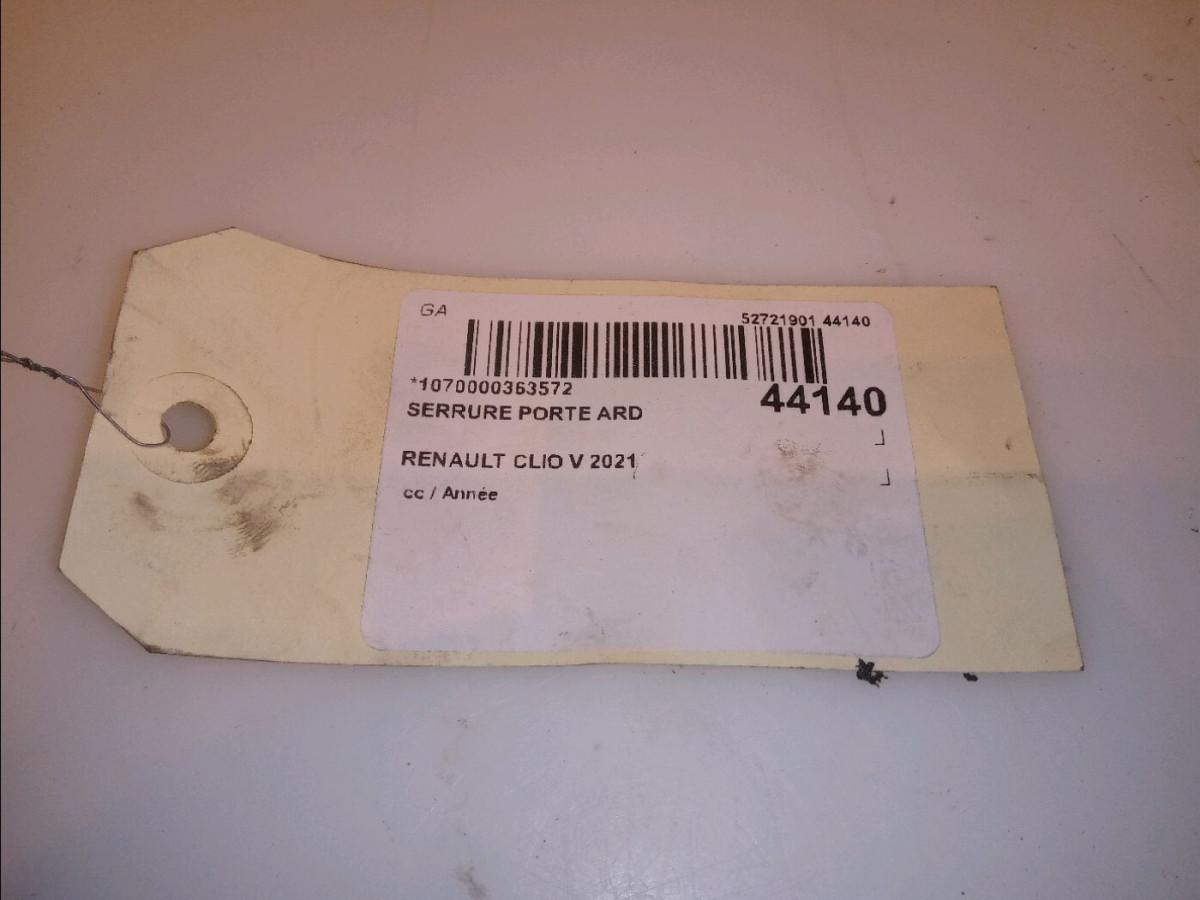 GA
52721901 44140
*1070000363572
44140
SERRURE PORTE ARD
RENAULT CLIO V 2021
cc / Année